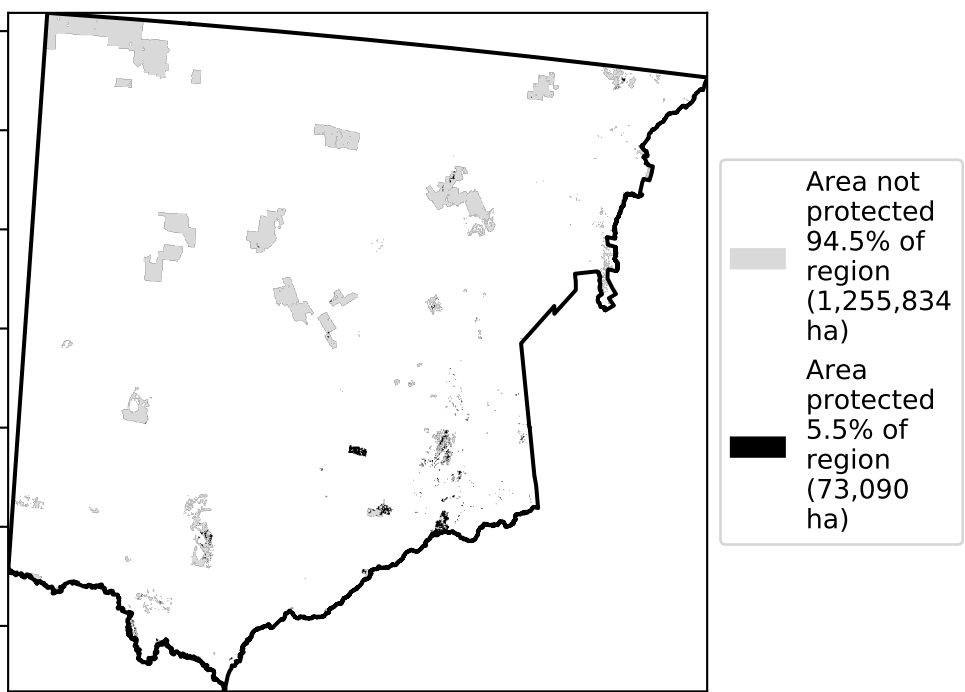 Area not
protected
94.5% of
region
(1,255,834
ha)
Area
protected
5.5% of
region
(73,090
ha)